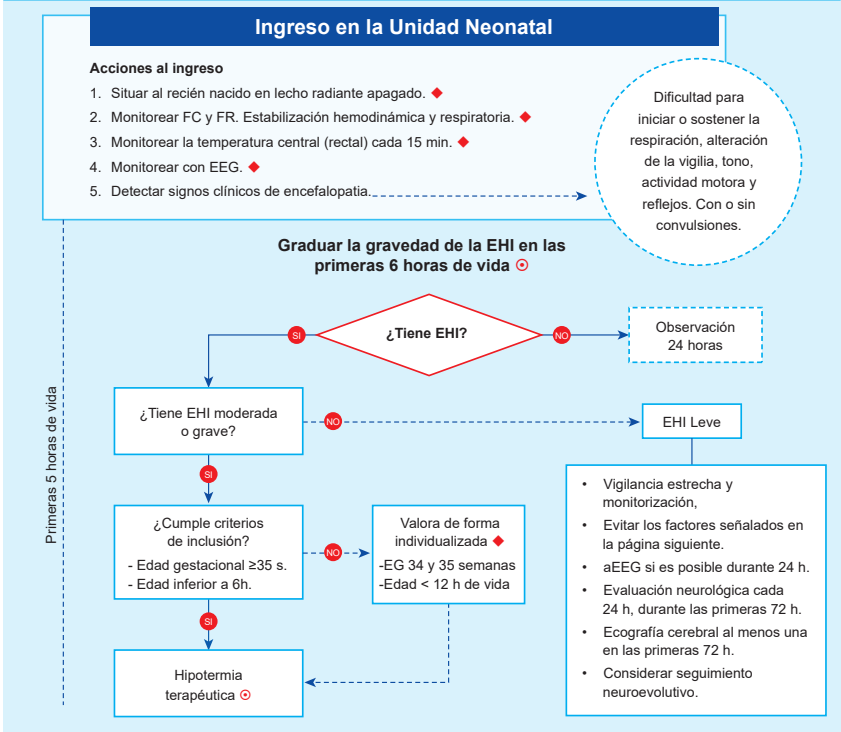 Ingreso en la Unidad Neonatal
Acciones al ingreso
1. Situar al recién nacido en lecho radiante apagado.
2. Monitorear FC y FR. Estabilización hemodinámica y respiratoria.
3. Monitorear la temperatura central (rectal) cada 15 min.
4. Monitorear con EEG.
5. Detectar signos clínicos de encefalopatia.
Dificultad para
iniciar o sostener la
respiración, alteración
de la vigilia, tono,
actividad motora y
reflejos. Con o sin
convulsiones.
Graduar la gravedad de la EHI en las
primeras 6 horas de vida
¿Tiene EHI?
SI
NO
Observación
24 horas
Primeras 5 horas de vida
¿Tiene EHI moderada
o grave?
NO
EHI Leve
SI
¿Cumple criterios
de inclusión?
- Edad gestacional ≥35 s.
- Edad inferior a 6h.
NO
Valora de forma
individualizada
-EG 34 y 35 semanas
-Edad < 12 h de vida
SI
Hipotermia
terapéutica
• Vigilancia estrecha y
monitorización,
• Evitar los factores señalados en
la página siguiente.
• aEEG si es posible durante 24 h.
• Evaluación neurológica cada
24 h, durante las primeras 72 h.
• Ecografía cerebral al menos una
en las primeras 72 h.
• Considerar seguimiento
neuroevolutivo.